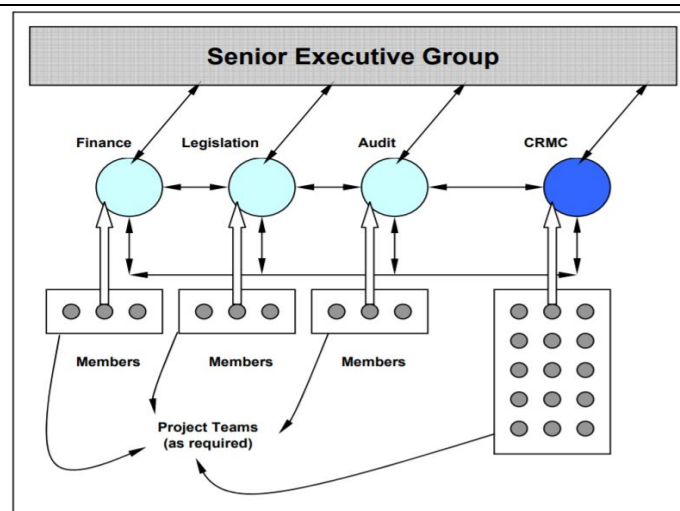 Senior Executive Group
Finance
Legislation
Audit
CRMC
Members
Members
Members
Project Teams
(as required)